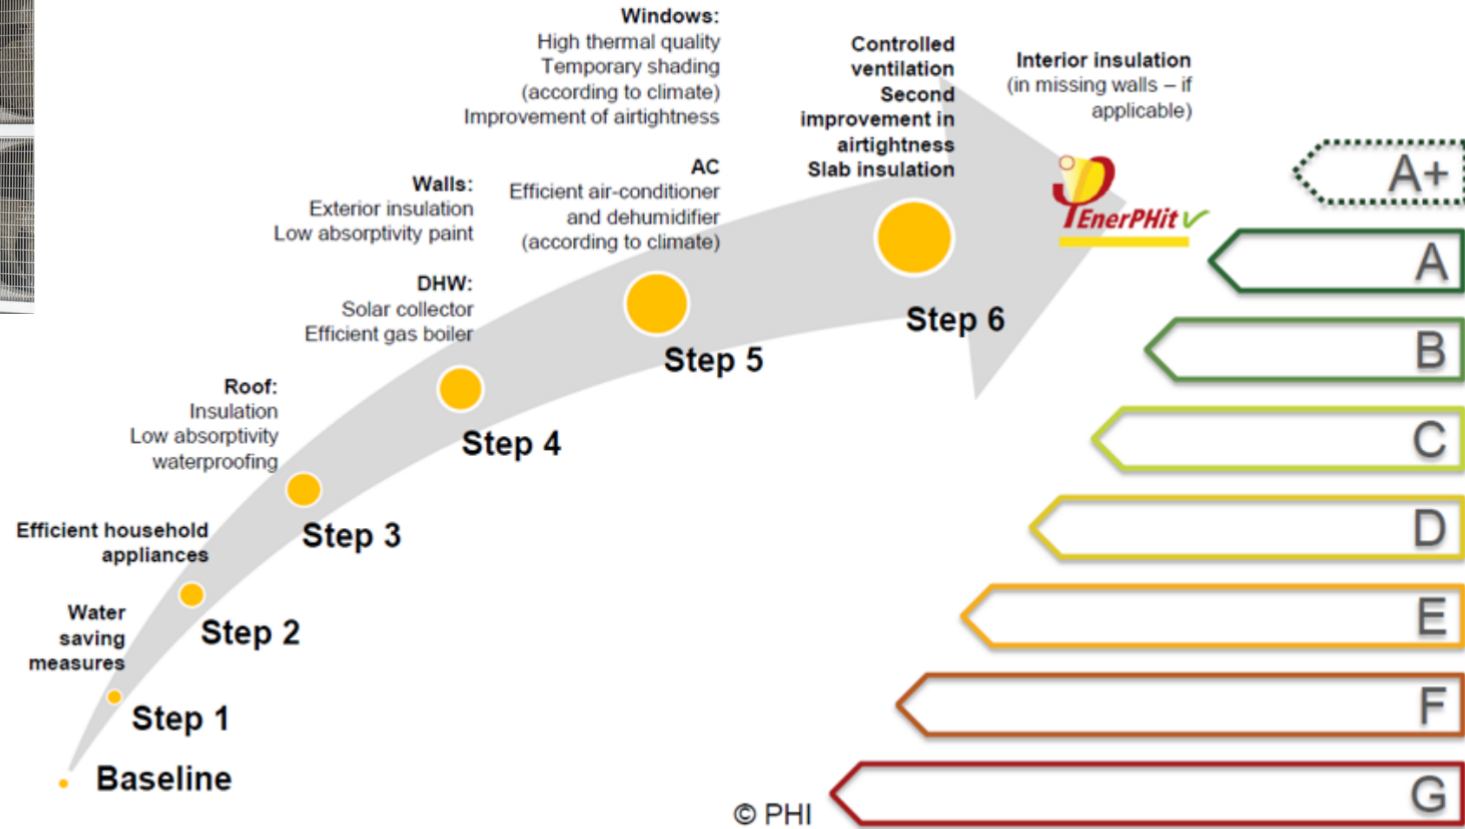 Windows:
High thermal quality
Temporary shading
(according to climate)
Improvement of airtightness
Controlled
ventilation
Second
improvement in
airtightness
Slab insulation
Interior insulation
(in missing walls – if
applicable)
AC
Efficient air-conditioner
and dehumidifier
(according to climate)
Walls:
Exterior insulation
Low absorptivity paint
DHW:
Solar collector
Efficient gas boiler
Roof:
Insulation
Low absorptivity
waterproofing
Efficient household
appliances
Water
saving
measures
EnerPHit
Step 6
Step 5
Step 4
Step 3
Step 2
Step 1
Baseline
© PHI
A+
A
B
C
D
E
F
G